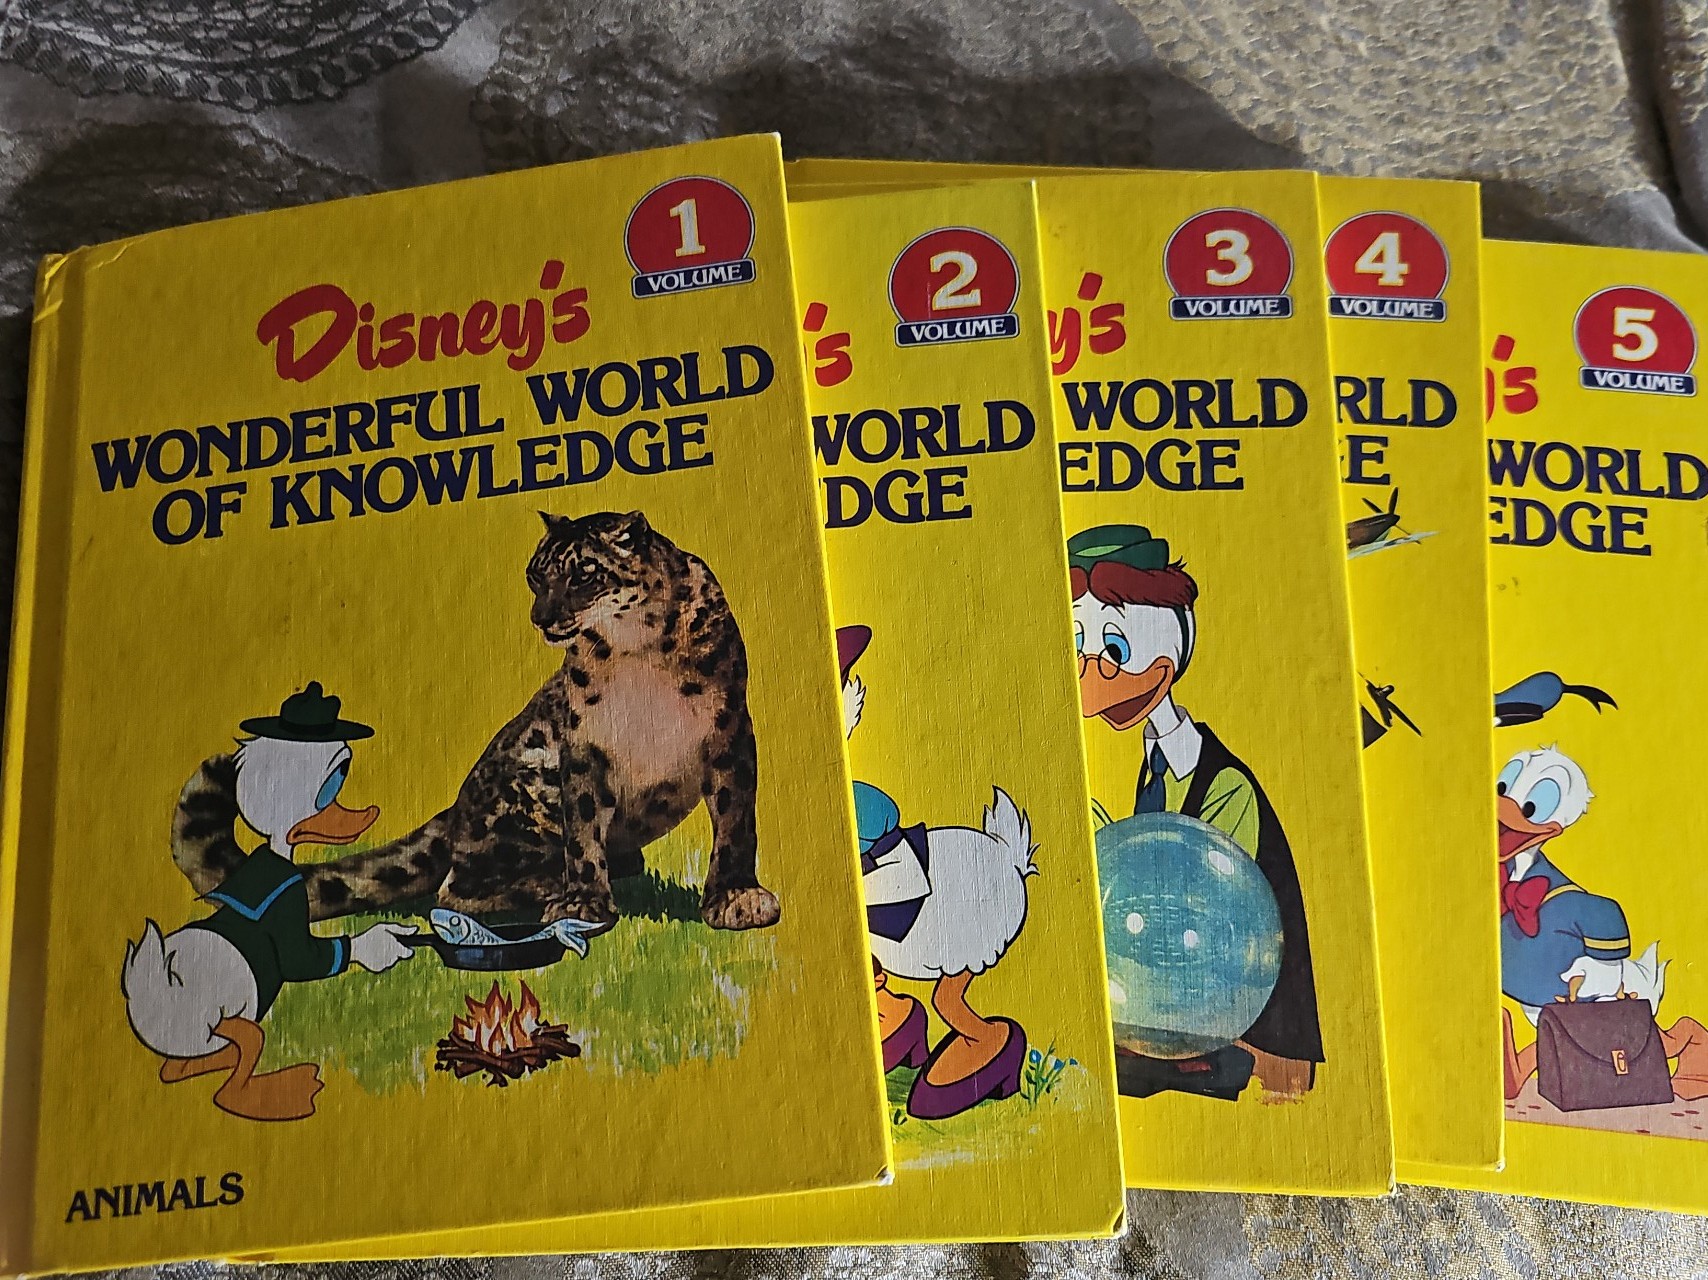 1
VOLUME
Disney's
WONDERFUL WORLD
OF KNOWLEDGE
ANIMALS
2
VOLUME
's
WORLD
DGE
3
VOLUME
y's
WORLD
EDGE
4
VOLUME
RLD
E
5
VOLUME
y's
WORLD
EDGE